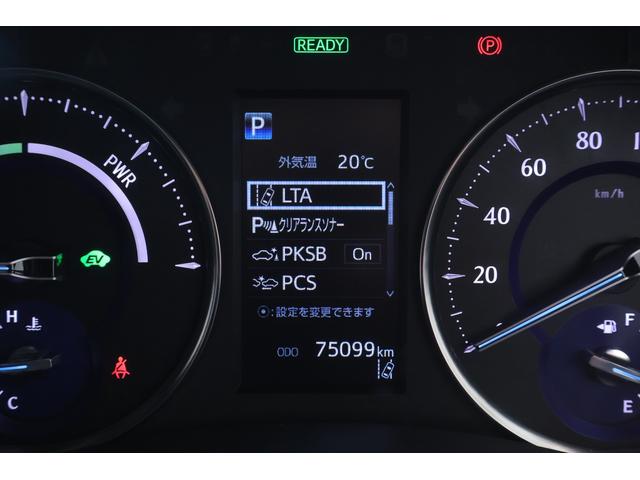 READY
P
P
外気温 20℃
LTA
Pクリアランスソナー
PKSB On
PCS
:設定を変更できます
ODO 75099km
PWR
EV
H
C
80
60
40
20
km/h
F
E